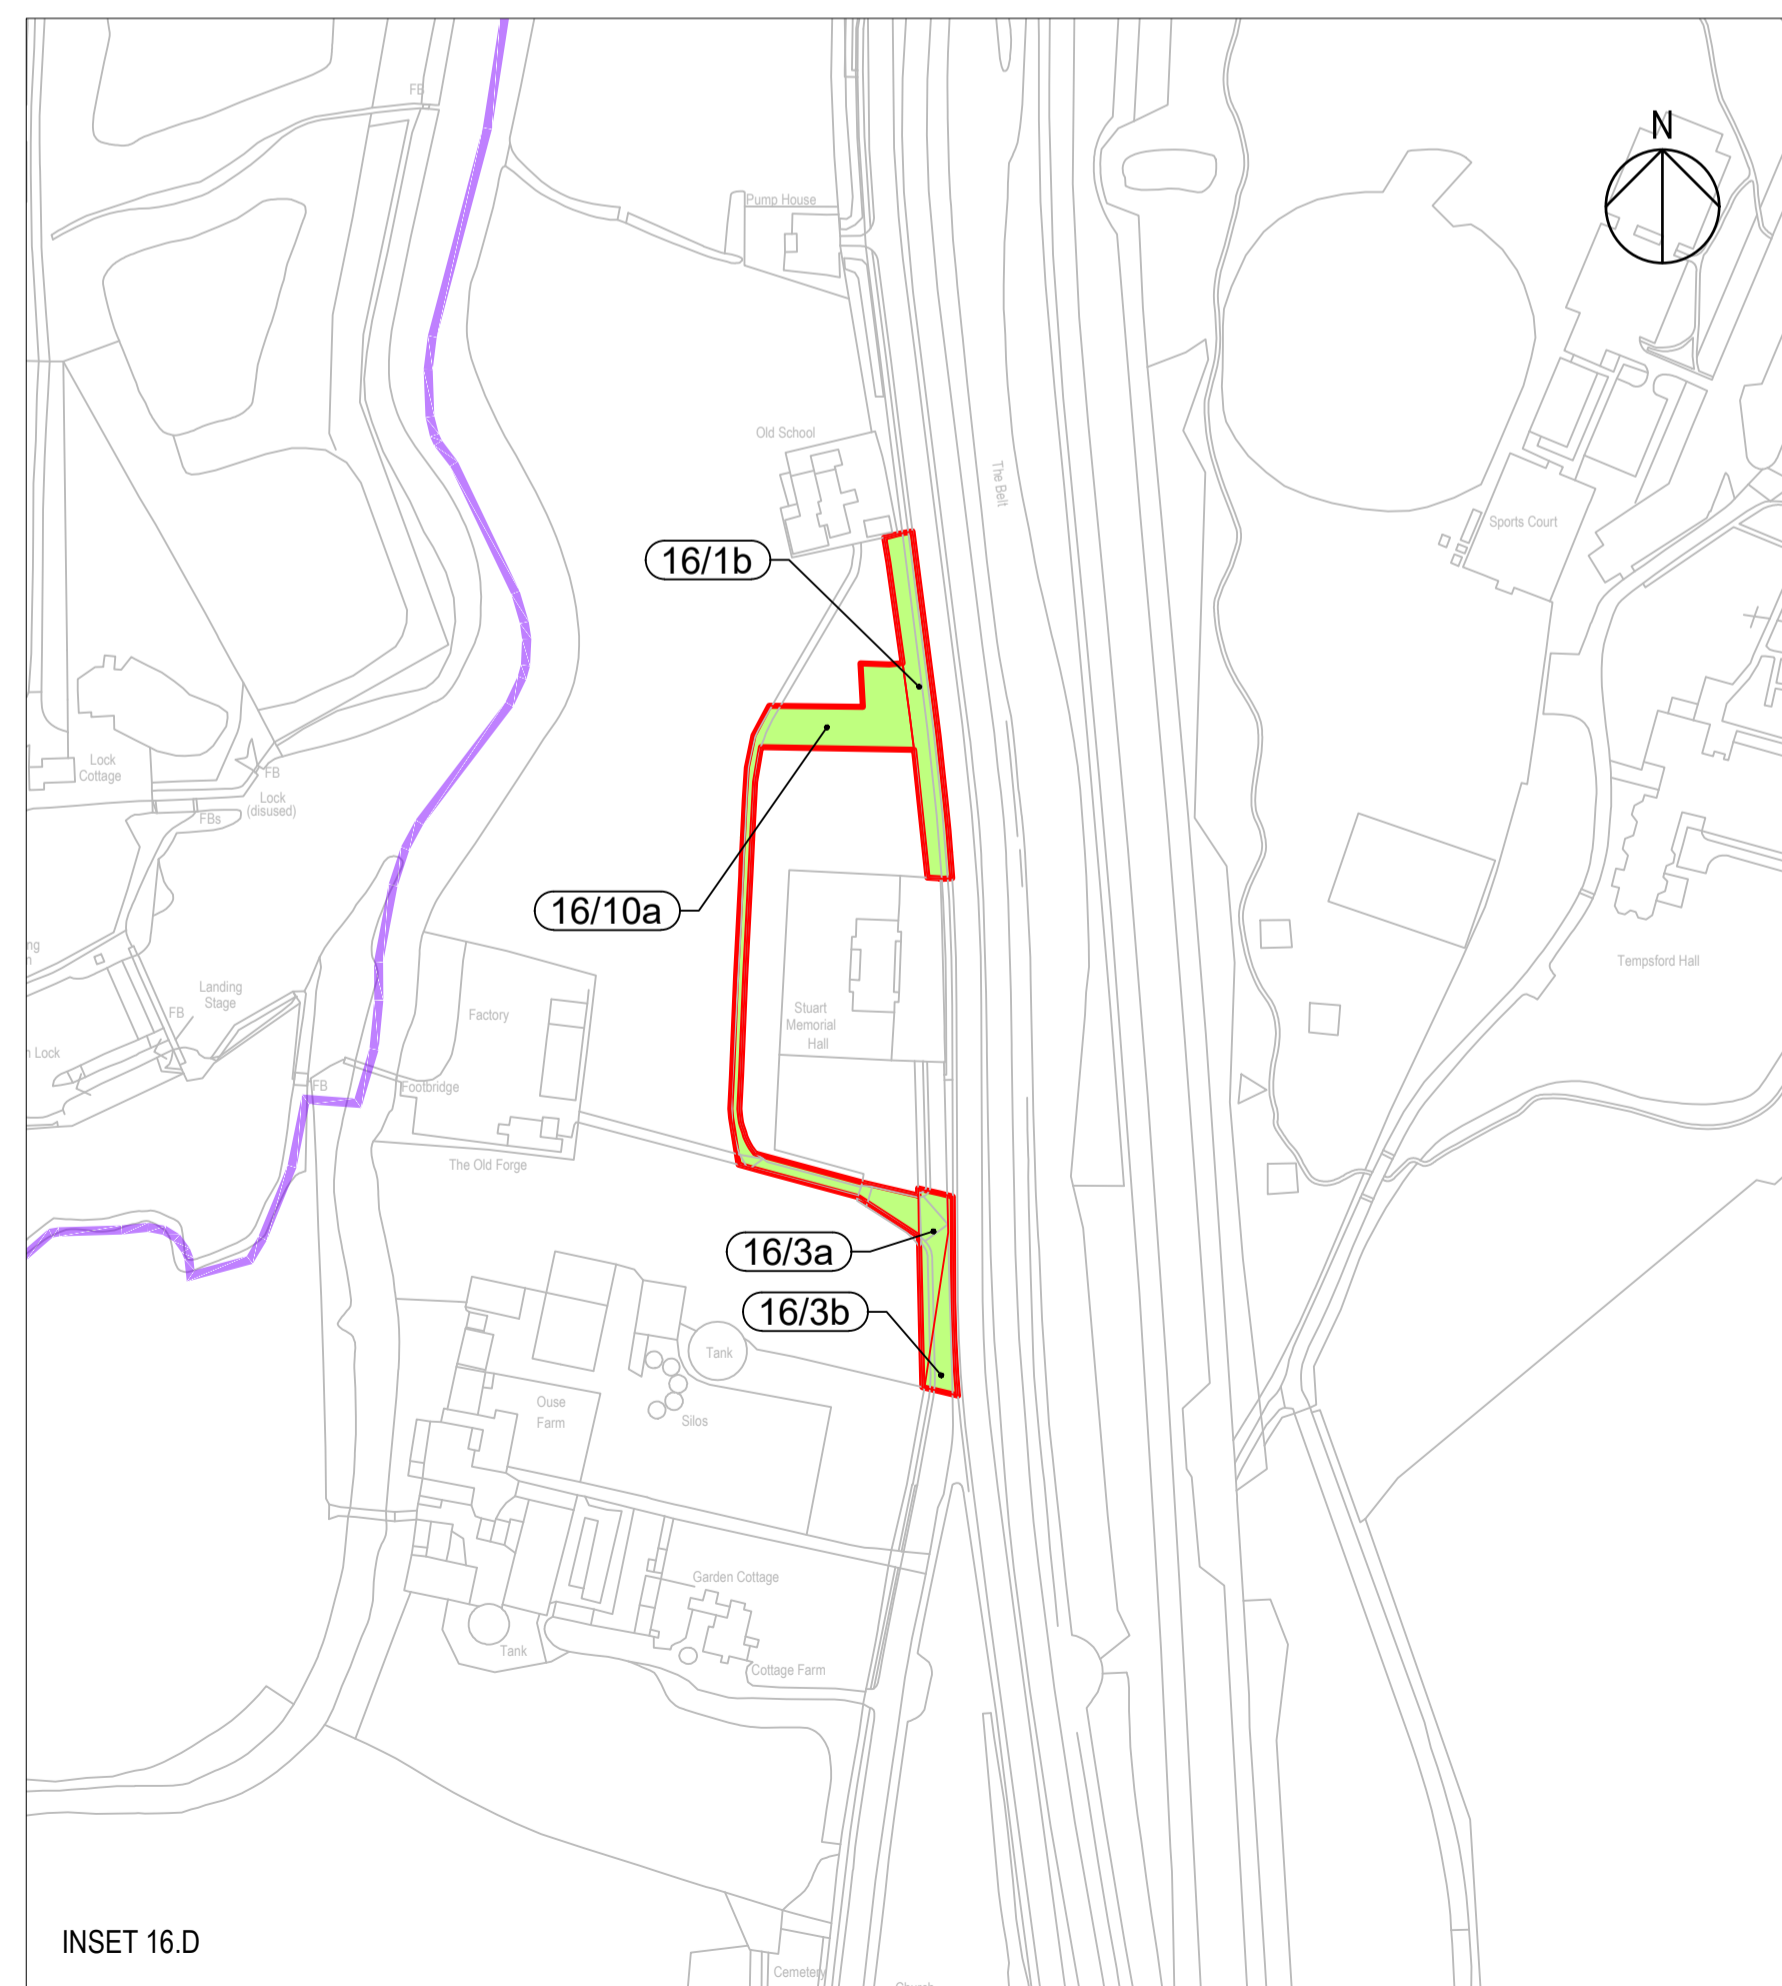 FB
N
Pump House
Old School
The Belt
Sports Court
16/1b
Lock
Cottage
FB
Lock
(disused)
FBs
16/10a
Tempsford Hall
Landing
Stage
FB
Factory
Stuart
Memorial
Hall
Lock
FB
Footbridge
The Old Forge
16/3a
16/3b
Tank
Ouse
Farm
Silos
Garden Cottage
Tank
Cottage Farm
INSET 16.D
Cemetery